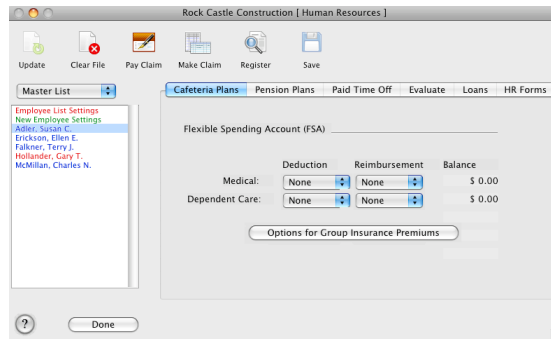 Rock Castle Construction [ Human Resources ]
Update Clear File Pay Claim Make Claim Register Save
Master List
Cafeteria Plans Pension Plans Paid Time Off Evaluate Loans HR Forms
Employee List Settings
New Employee Settings
Adler, Susan C.
Erickson, Ellen E.
Falkner, Terry J.
Hollander, Gary T.
McMillan, Charles N.
Flexible Spending Account (FSA)
Deduction Reimbursement Balance
Medical: None None $ 0.00
Dependent Care: None None $ 0.00
Options for Group Insurance Premiums
? Done